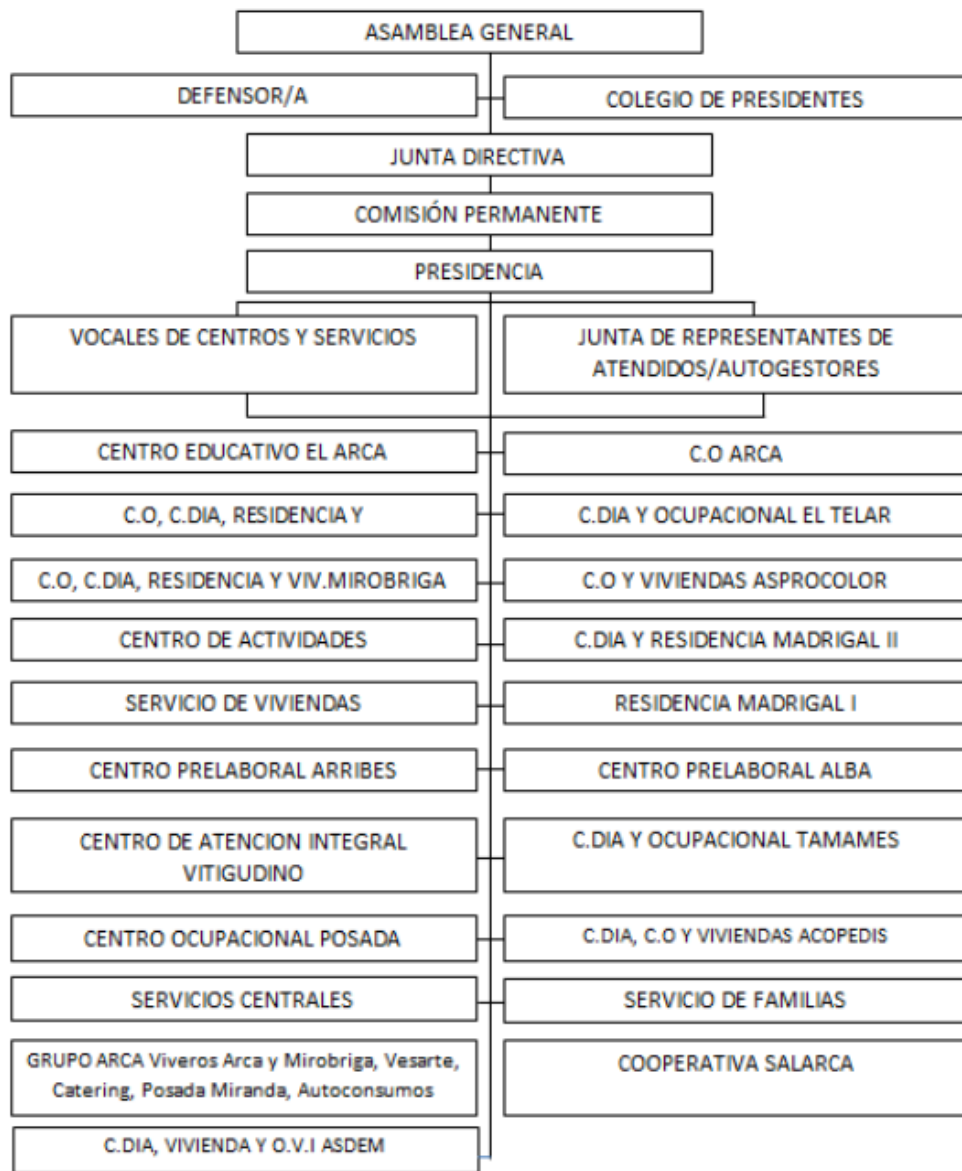 ASAMBLEA GENERAL
DEFENSOR/A
COLEGIO DE PRESIDENTES
JUNTA DIRECTIVA
COMISIÓN PERMANENTE
PRESIDENCIA
VOCALES DE CENTROS Y SERVICIOS
JUNTA DE REPRESENTANTES DE
ATENDIDOS/AUTOGESTORES
CENTRO EDUCATIVO EL ARCA
C.O ARCA
C.O, C.DIA, RESIDENCIA Y
C.DIA Y OCUPACIONAL EL TELAR
C.O, C.DIA, RESIDENCIA Y VIV.MIROBRIGA
C.O Y VIVIENDAS ASPROCOLOR
CENTRO DE ACTIVIDADES
C.DIA Y RESIDENCIA MADRIGAL II
SERVICIO DE VIVIENDAS
RESIDENCIA MADRIGAL I
CENTRO PRELABORAL ARRIBES
CENTRO PRELABORAL ALBA
CENTRO DE ATENCION INTEGRAL
VITIGUDINO
C.DIA Y OCUPACIONAL TAMAMES
CENTRO OCUPACIONAL POSADA
C.DIA, C.O Y VIVIENDAS ACOPEDIS
SERVICIOS CENTRALES
SERVICIO DE FAMILIAS
GRUPO ARCA Viveros Arca y Mirobriga, Vesarte,
Catering, Posada Miranda, Autoconsumos
COOPERATIVA SALARCA
C.DIA, VIVIENDA Y O.V.I ASDEM